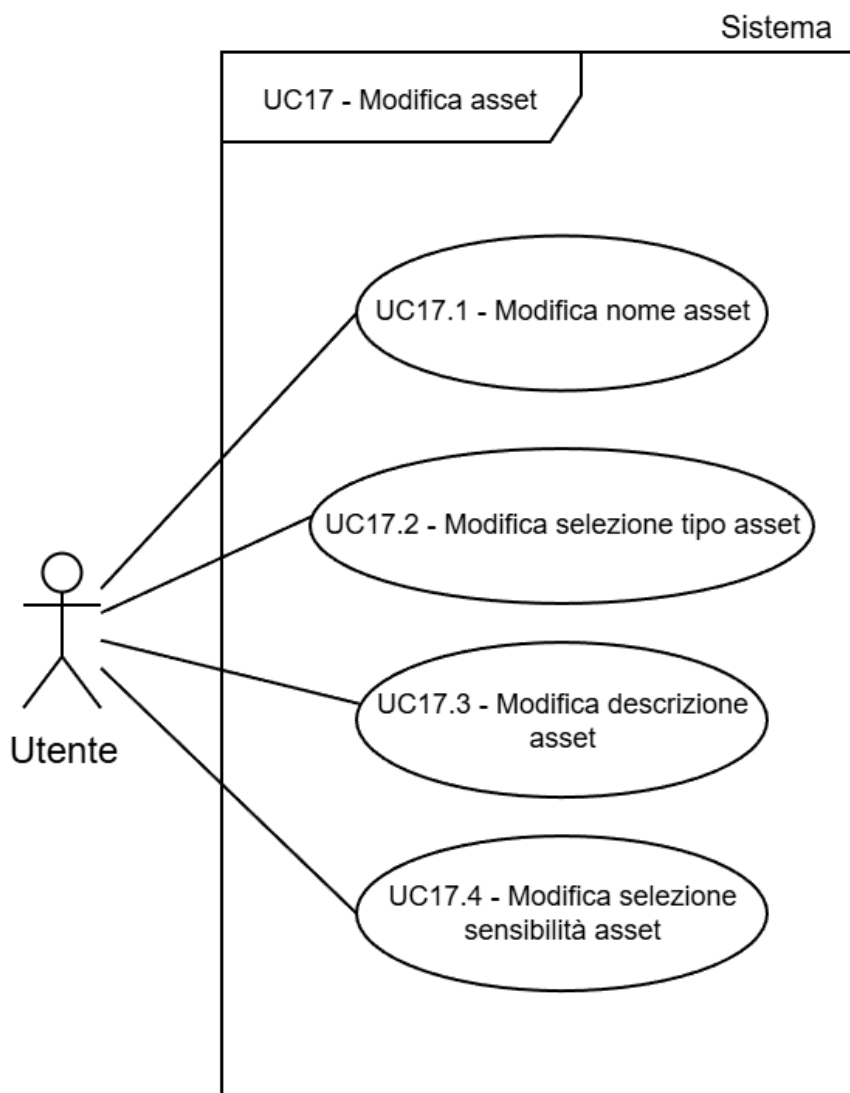 Sistema
UC17 - Modifica asset
UC17.1 - Modifica nome asset
UC17.2 - Modifica selezione tipo asset
UC17.3 - Modifica descrizione
asset
Utente
UC17.4 - Modifica selezione
sensibilità asset